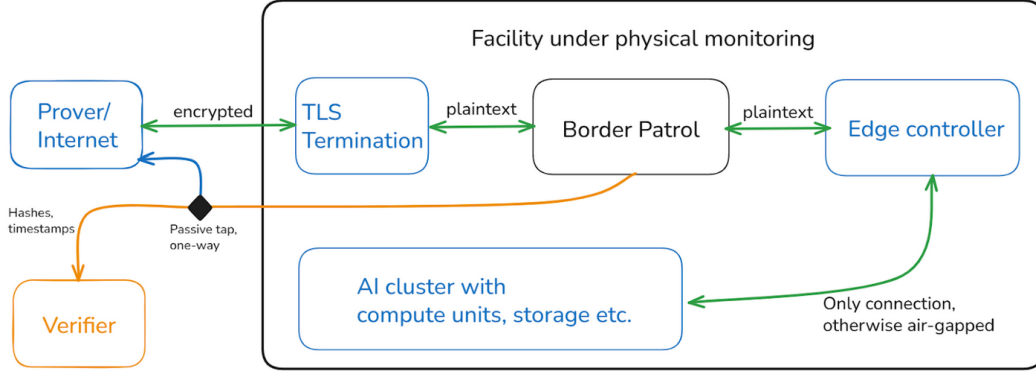 Facility under physical monitoring
Prover/
Internet
encrypted
TLS
Termination
plaintext
Border Patrol
plaintext
Edge controller
Hashes,
timestamps
Passive tap,
one-way
Verifier
AI cluster with
compute units, storage etc.
Only connection,
otherwise air-gapped